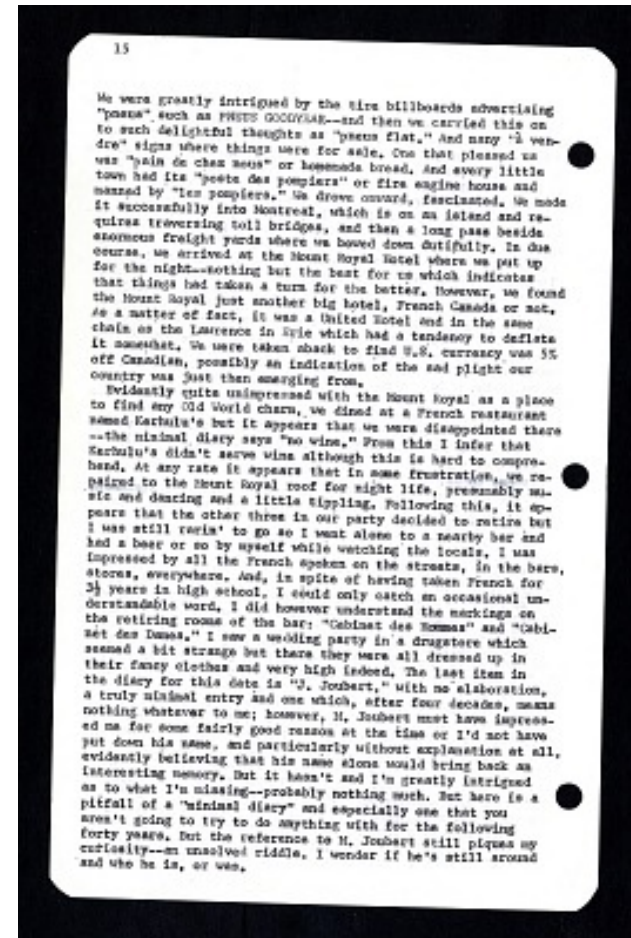 15
We were greatly intrigued by the tire billboards advertising
"pneus" such as PNEUS GOODYEAR--and then we carried this on
to such delightful thoughts as "pneus flat." And many "à ven-
dre" signs where things were for sale. One that pleased us
was "pain de chez nous" or homemade bread. And every little
town had its "poste des pompiers" or fire engine house and
manned by "les pompiers." We drove onward, fascinated. We made
it successfully into Montreal, which is on an island and re-
quires traversing toll bridges, and then a long pass beside
enormous freight yards where we bowed down dutifully. In due
course, we arrived at the Mount Royal Hotel where we put up
for the night--nothing but the best for us which indicates
that things had taken a turn for the better. However, we found
the Mount Royal just another big hotel, French Canada or not.
As a matter of fact, it was a United Hotel and in the same
chain as the Lawrence in Erie which had a tendency to deflate
it somewhat. We were taken aback to find U.S. currency was 5%
off Canadian, possibly an indication of the sad plight our
country was just then emerging from.
Evidently quite unimpressed with the Mount Royal as a place
to find any Old World charm, we dined at a French restaurant
named Kerhulu's but it appears that we were disappointed there
--the minimal diary says "no wine." From this I infer that
Kerhulu's didn't serve wine although this is hard to compre-
hend. At any rate it appears that in some frustration, we re-
paired to the Mount Royal roof for night life, presumably mu-
sic and dancing and a little tippling. Following this, it ap-
pears that the other three in our party decided to retire but
I was still rarin' to go so I went alone to a nearby bar and
had a beer or so by myself while watching the locals. I was
impressed by all the French spoken on the streets, in the bars,
stores, everywhere. And, in spite of having taken French for
3½ years in high school, I could only catch an occasional un-
derstandable word. I did however understand the markings on
the retiring rooms of the bar: "Cabinet des Hommes" and "Cabi-
net des Dames." I saw a wedding party in a drugstore which
seemed a bit strange but there they were all dressed up in
their fancy clothes and very high indeed. The last item in
the diary for this date is "J. Joubert," with no elaboration,
a truly minimal entry and one which, after four decades, means
nothing whatever to me; however, M. Joubert must have impress-
ed me for some fairly good reason at the time or I'd not have
put down his name, and particularly without explanation at all,
evidently believing that his name alone would bring back an
interesting memory. But it hasn't and I'm greatly intrigued
as to what I'm missing--probably nothing much. But here is a
pitfall of a "minimal diary" and especially one that you
aren't going to try to do anything with for the following
forty years. But the reference to M. Joubert still piques my
curiosity--an unsolved riddle. I wonder if he's still around
and who he is, or was.